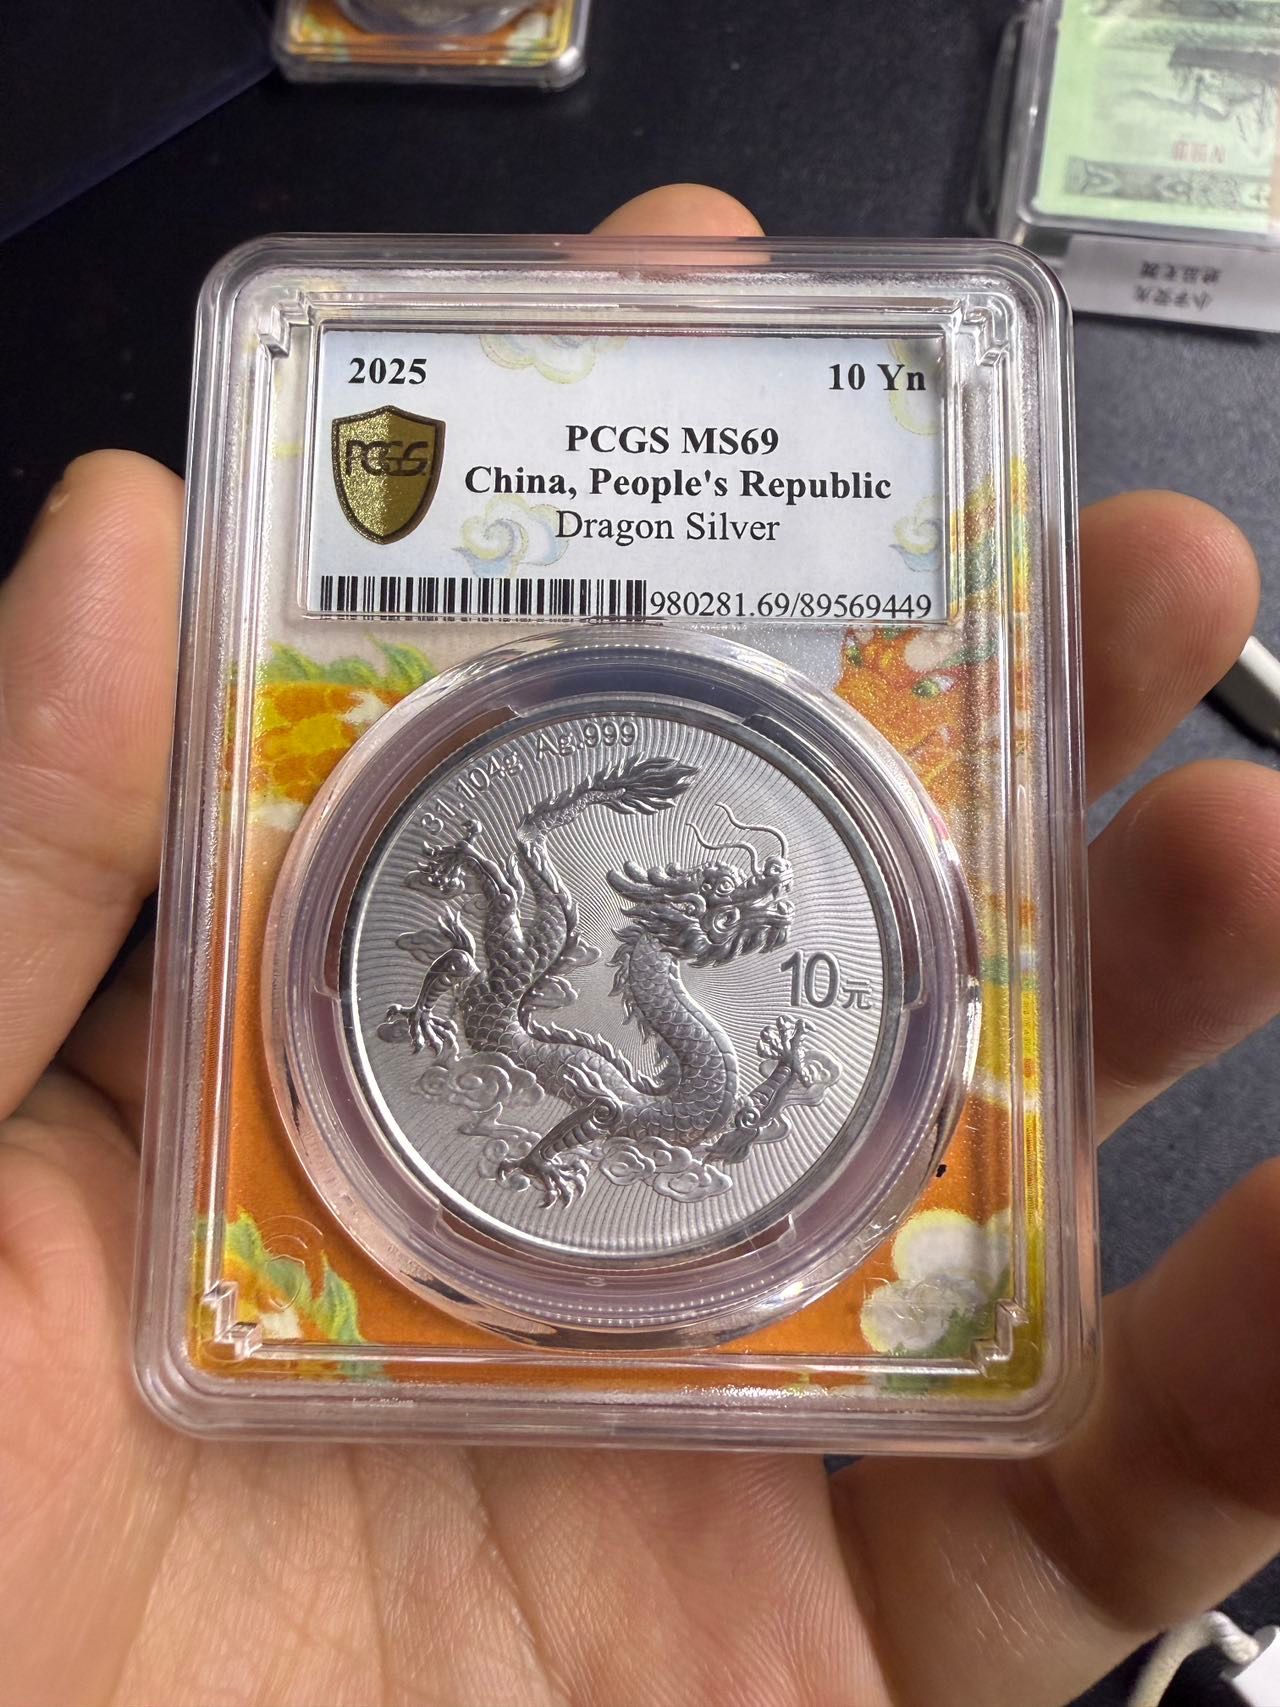 2025
10 Yn
PCGS
PCGS MS69
China, People's Republic
Dragon Silver
980281.69/89569449
31.104g Ag.999
10元